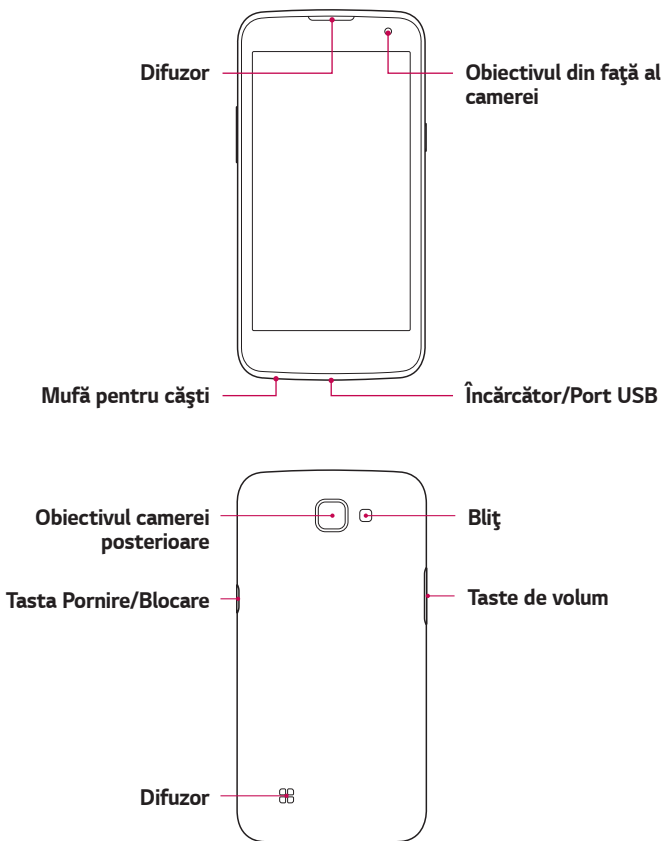 Difuzor
Obiectivul din faţă al
camerei
Mufă pentru căşti
Încărcător/Port USB
Obiectivul camerei
posterioare
Bliţ
Tasta Pornire/Blocare
Taste de volum
Difuzor